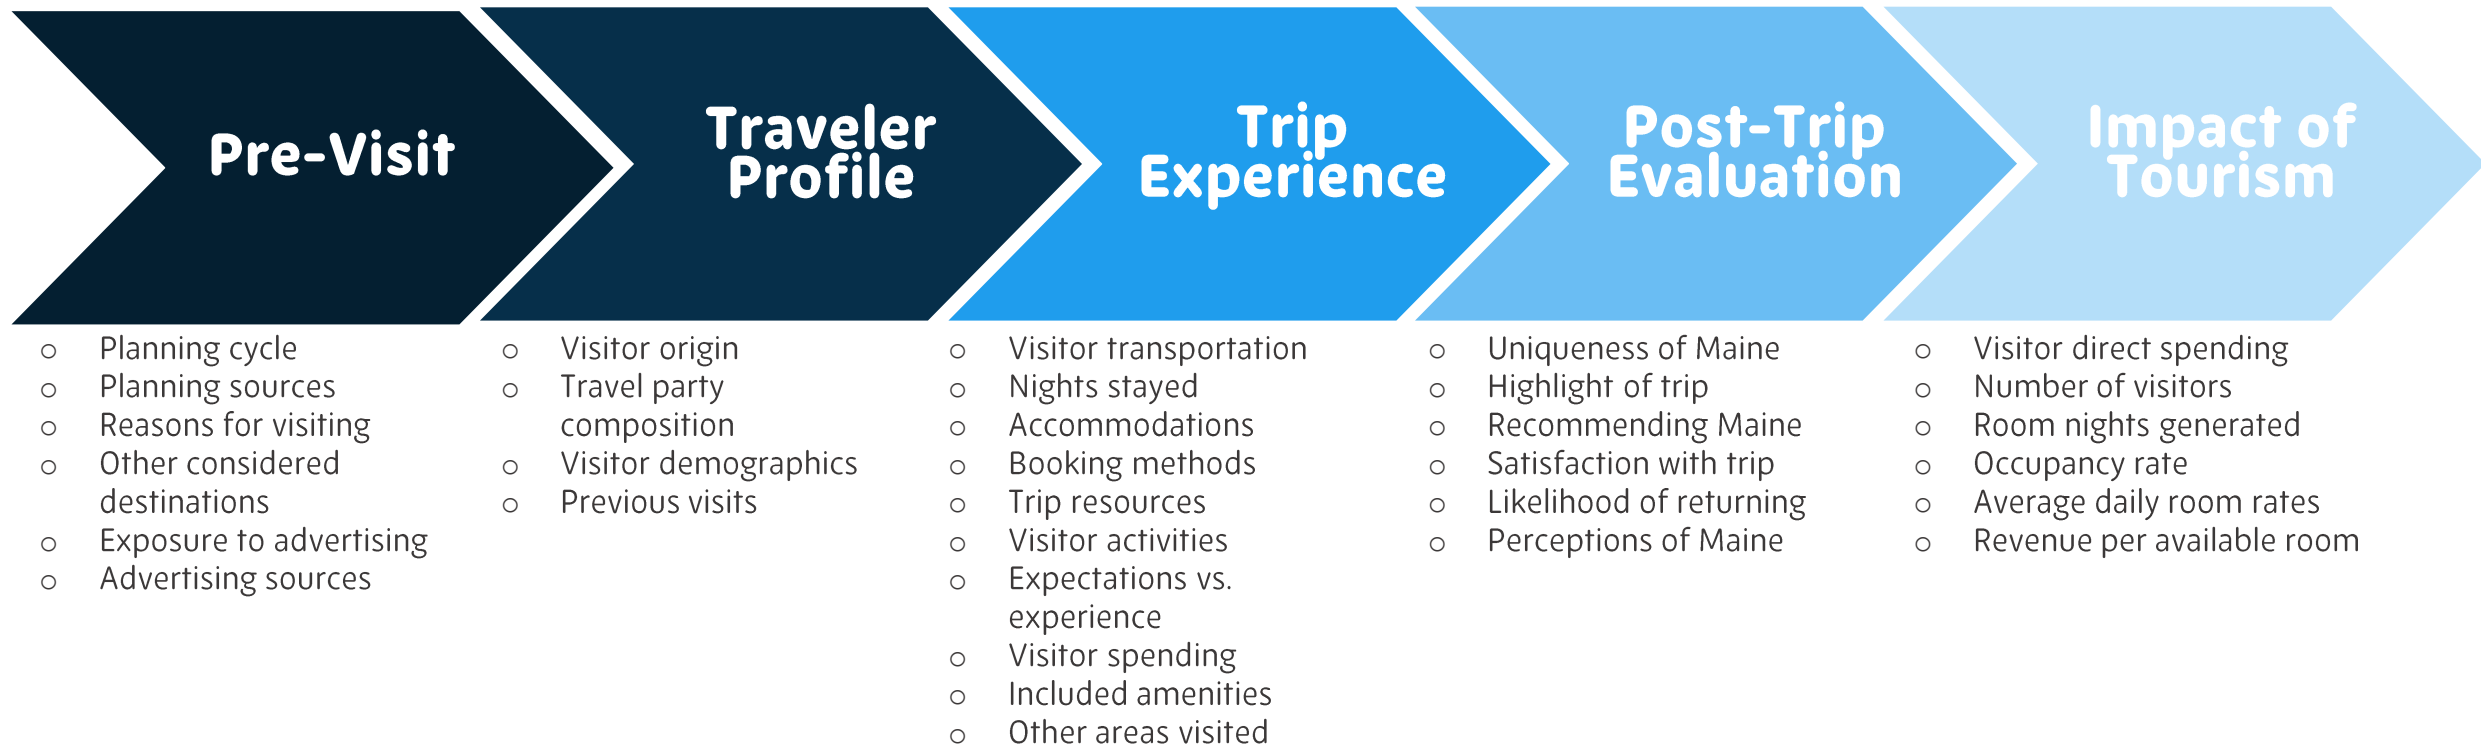 Pre-Visit
Traveler
Profile
Trip
Experience
Post-Trip
Evaluation
Impact of
Tourism
○ Planning cycle
○ Planning sources
○ Reasons for visiting
○ Other considered
destinations
○ Exposure to advertising
○ Advertising sources
○ Visitor origin
○ Travel party
composition
○ Visitor demographics
○ Previous visits
○ Visitor transportation
○ Nights stayed
○ Accommodations
○ Booking methods
○ Trip resources
○ Visitor activities
○ Expectations vs.
experience
○ Visitor spending
○ Included amenities
○ Other areas visited
○ Uniqueness of Maine
○ Highlight of trip
○ Recommending Maine
○ Satisfaction with trip
○ Likelihood of returning
○ Perceptions of Maine
○ Visitor direct spending
○ Number of visitors
○ Room nights generated
○ Occupancy rate
○ Average daily room rates
○ Revenue per available room